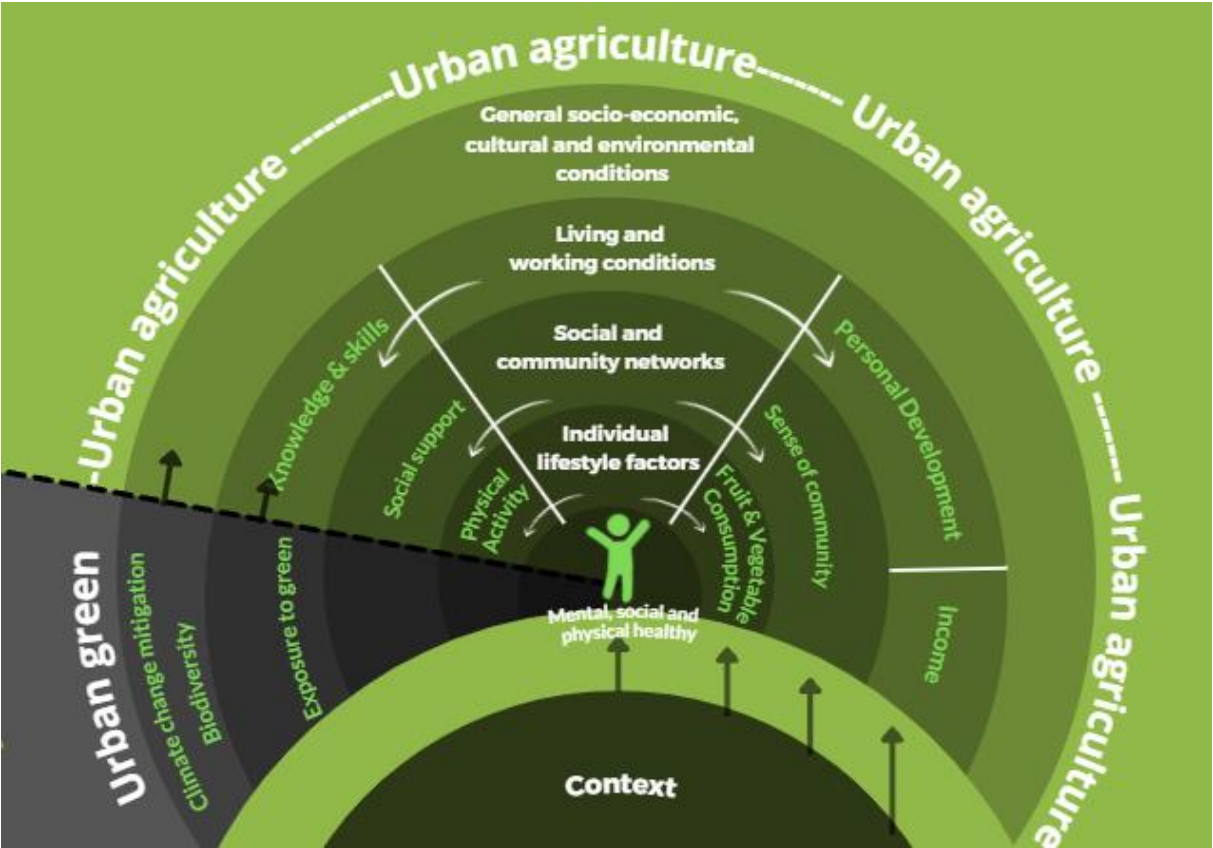 Urban agriculture
Urban agriculture
Urban agriculture
Urban agriculture
General socio-economic,
cultural and environmental
conditions
Living and
working conditions
Social and
community networks
Individual
lifestyle factors
Knowledge & skills
Social support
Physical
Activity
Fruit & Vegetable
Consumption
Sense of community
Personal Development
Income
Mental, social and
physical healthy
Urban green
Climate change mitigation
Biodiversity
Exposure to green
Context